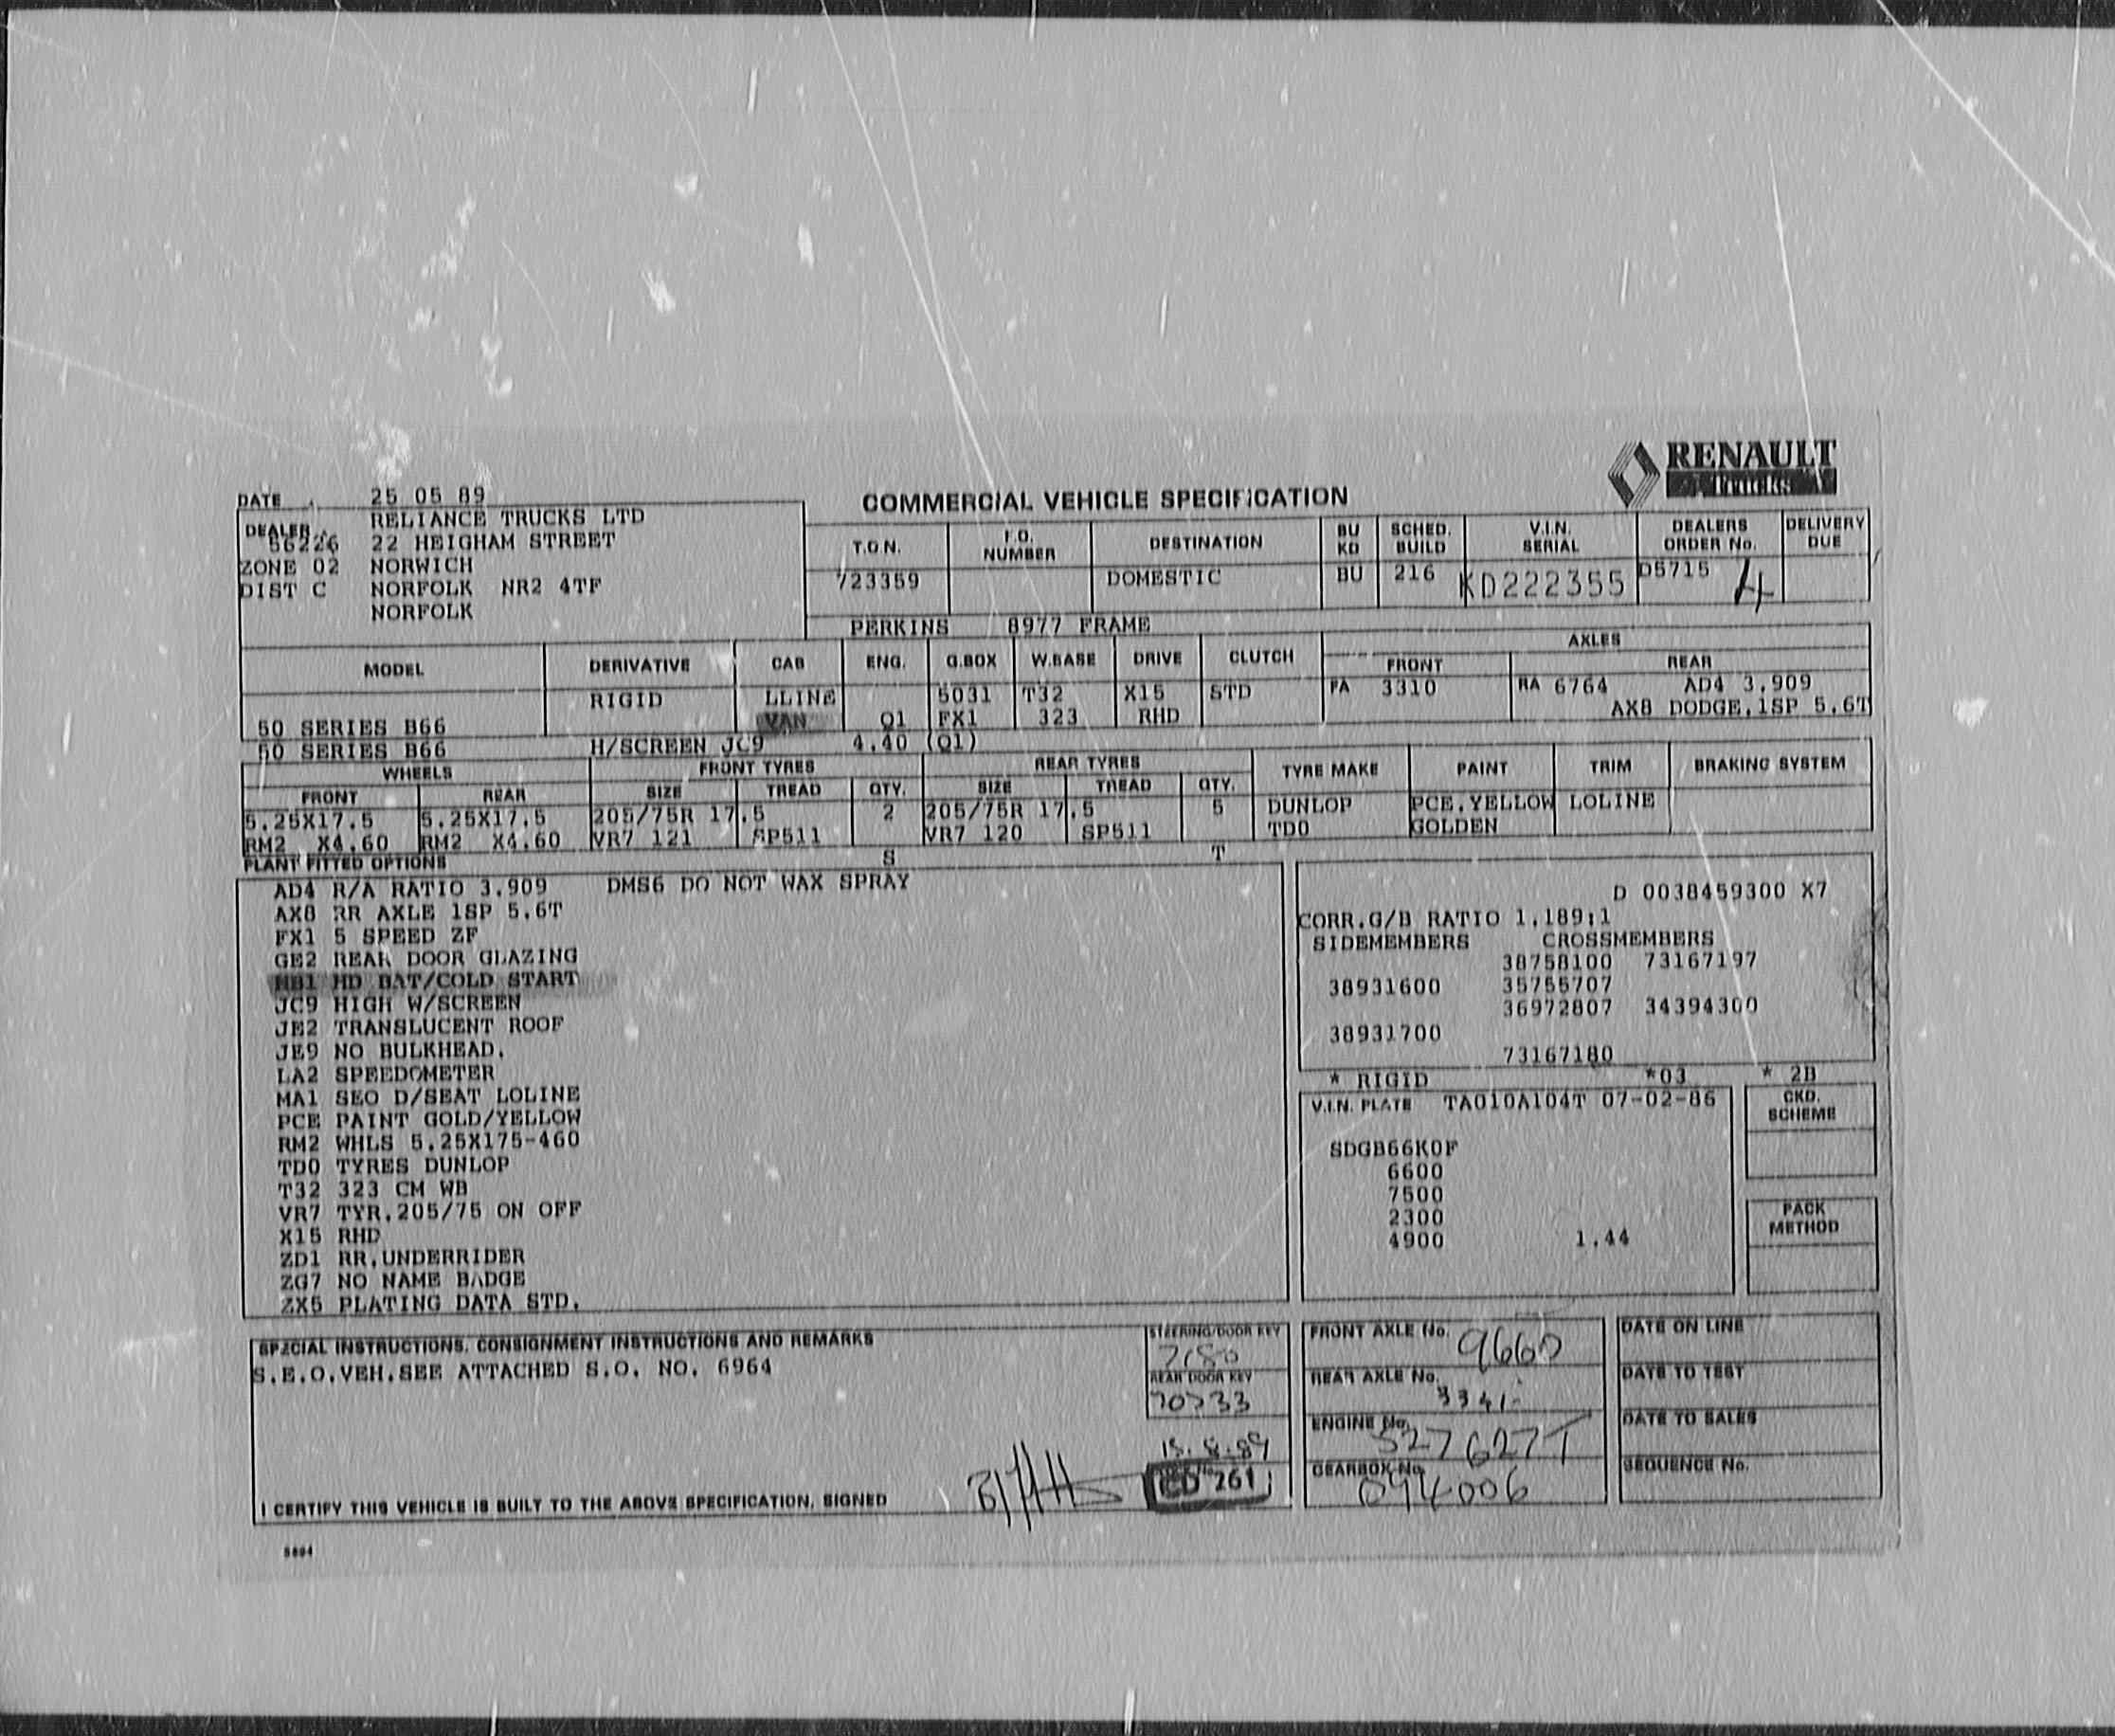 RENAULT
Trucks
COMMERCIAL VEHICLE SPECIFICATION
DATE 25 05 89
DEALER RELIANCE TRUCKS LTD
56226 22 HEIGHAM STREET
ZONE 02 NORWICH
DIST C NORFOLK NR2 4TF
NORFOLK
T.O.N. F.O. NUMBER DESTINATION BU KD SCHED. BUILD V.I.N. SERIAL DEALERS ORDER No. DELIVERY DUE
723359 DOMESTIC BU 216 KD222355 D5715 4
PERKINS 8977 FRAME
MODEL DERIVATIVE CAB ENG. G.BOX W.BASE DRIVE CLUTCH AXLES
FRONT REAR
RIGID LLINE 5031 T32 X15 STD FA 3310 RA 6764 AD4 3.909
50 SERIES B66 VAN Q1 FX1 323 RHD AX8 DODGE,1SP 5.6T
50 SERIES B66 H/SCREEN JC9 4.40 (Q1)
WHEELS FRONT TYRES REAR TYRES TYRE MAKE PAINT TRIM BRAKING SYSTEM
FRONT REAR SIZE TREAD QTY. SIZE TREAD QTY.
5.25X17.5 5.25X17.5 205/75R 17.5 2 205/75R 17.5 5 DUNLOP PCE.YELLOW LOLINE
RM2 X4.60 RM2 X4.60 VR7 121 SP511 VR7 120 SP511 TD0 GOLDEN
S T
PLANT FITTED OPTIONS
AD4 R/A RATIO 3.909 DMS6 DO NOT WAX SPRAY
AX8 RR AXLE 1SP 5.6T
FX1 5 SPEED ZF
GE2 REAR DOOR GLAZING
HD BAT/COLD START
JC9 HIGH W/SCREEN
JE2 TRANSLUCENT ROOF
JE9 NO BULKHEAD.
LA2 SPEEDOMETER
MA1 SEO D/SEAT LOLINE
PCE PAINT GOLD/YELLOW
RM2 WHLS 5.25X175-460
TD0 TYRES DUNLOP
T32 323 CM WB
VR7 TYR.205/75 ON OFF
X15 RHD
ZD1 RR.UNDERRIDER
ZG7 NO NAME BADGE
ZX5 PLATING DATA STD.
D 0038459300 X7
CORR.G/B RATIO 1.189:1
SIDEMEMBERS CROSSMEMBERS
38758100 73167197
38931600 35755707
36972807 34394300
38931700
73167180
* RIGID *03 * 2B
V.I.N. PLATE TA010A104T 07-02-86
CKD. SCHEME
SDGB66K0F
6600
7500
2300
4900 1.44
PACK METHOD
SPECIAL INSTRUCTIONS, CONSIGNMENT INSTRUCTIONS AND REMARKS
S.E.O.VEH.SEE ATTACHED S.O. NO. 6964
STEERING/DOOR KEY
7180
REAR DOOR KEY
70733
15.8.89
CD 261
FRONT AXLE No. 9660
REAR AXLE No.
ENGINE No. 527627T
GEARBOX No. 094006
DATE ON LINE
DATE TO TEST
DATE TO SALES
SEQUENCE No.
I CERTIFY THIS VEHICLE IS BUILT TO THE ABOVE SPECIFICATION, SIGNED
5804